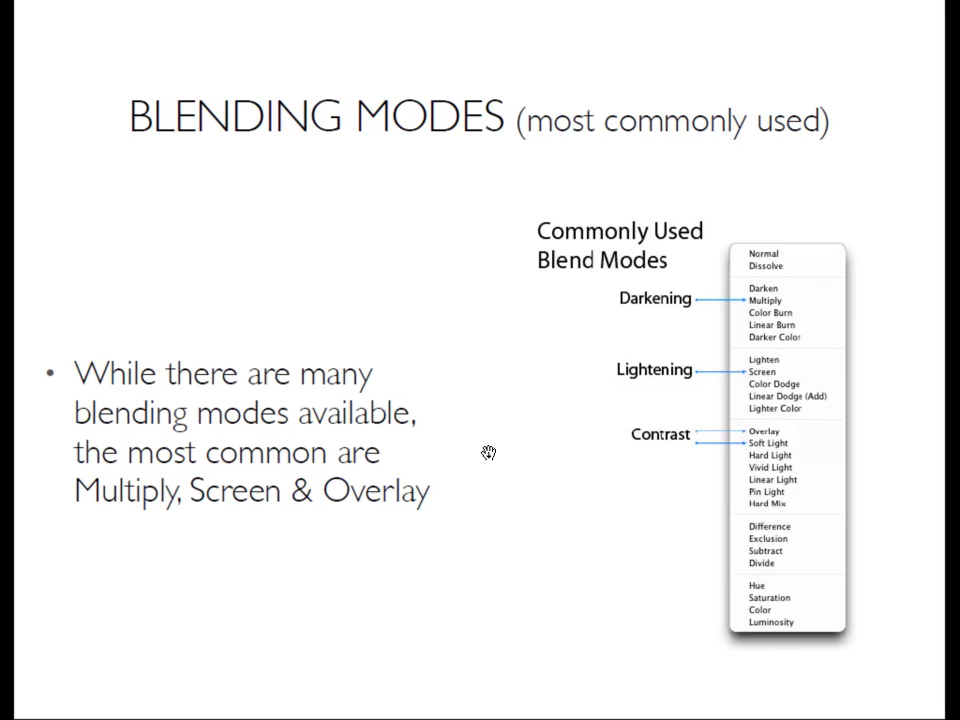 BLENDING MODES (most commonly used)
• While there are many
blending modes available,
the most common are
Multiply, Screen & Overlay
Commonly Used
Blend Modes
Darkening
Lightening
Contrast
Normal
Dissolve
Darken
Multiply
Color Burn
Linear Burn
Darker Color
Lighten
Screen
Color Dodge
Linear Dodge (Add)
Lighter Color
Overlay
Soft Light
Hard Light
Vivid Light
Linear Light
Pin Light
Hard Mix
Difference
Exclusion
Subtract
Divide
Hue
Saturation
Color
Luminosity